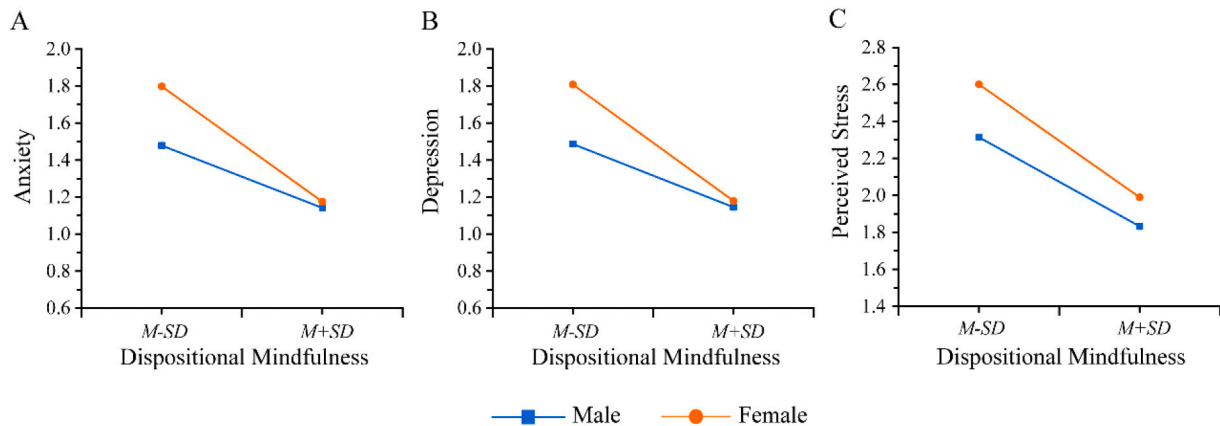 A
2.0
1.8
1.6
1.4
1.2
1.0
0.8
0.6
Anxiety
M-SD
M+SD
Dispositional Mindfulness
B
2.0
1.8
1.6
1.4
1.2
1.0
0.8
0.6
Depression
M-SD
M+SD
Dispositional Mindfulness
C
2.8
2.6
2.4
2.2
2.0
1.8
1.6
1.4
Perceived Stress
M-SD
M+SD
Dispositional Mindfulness
Male
Female